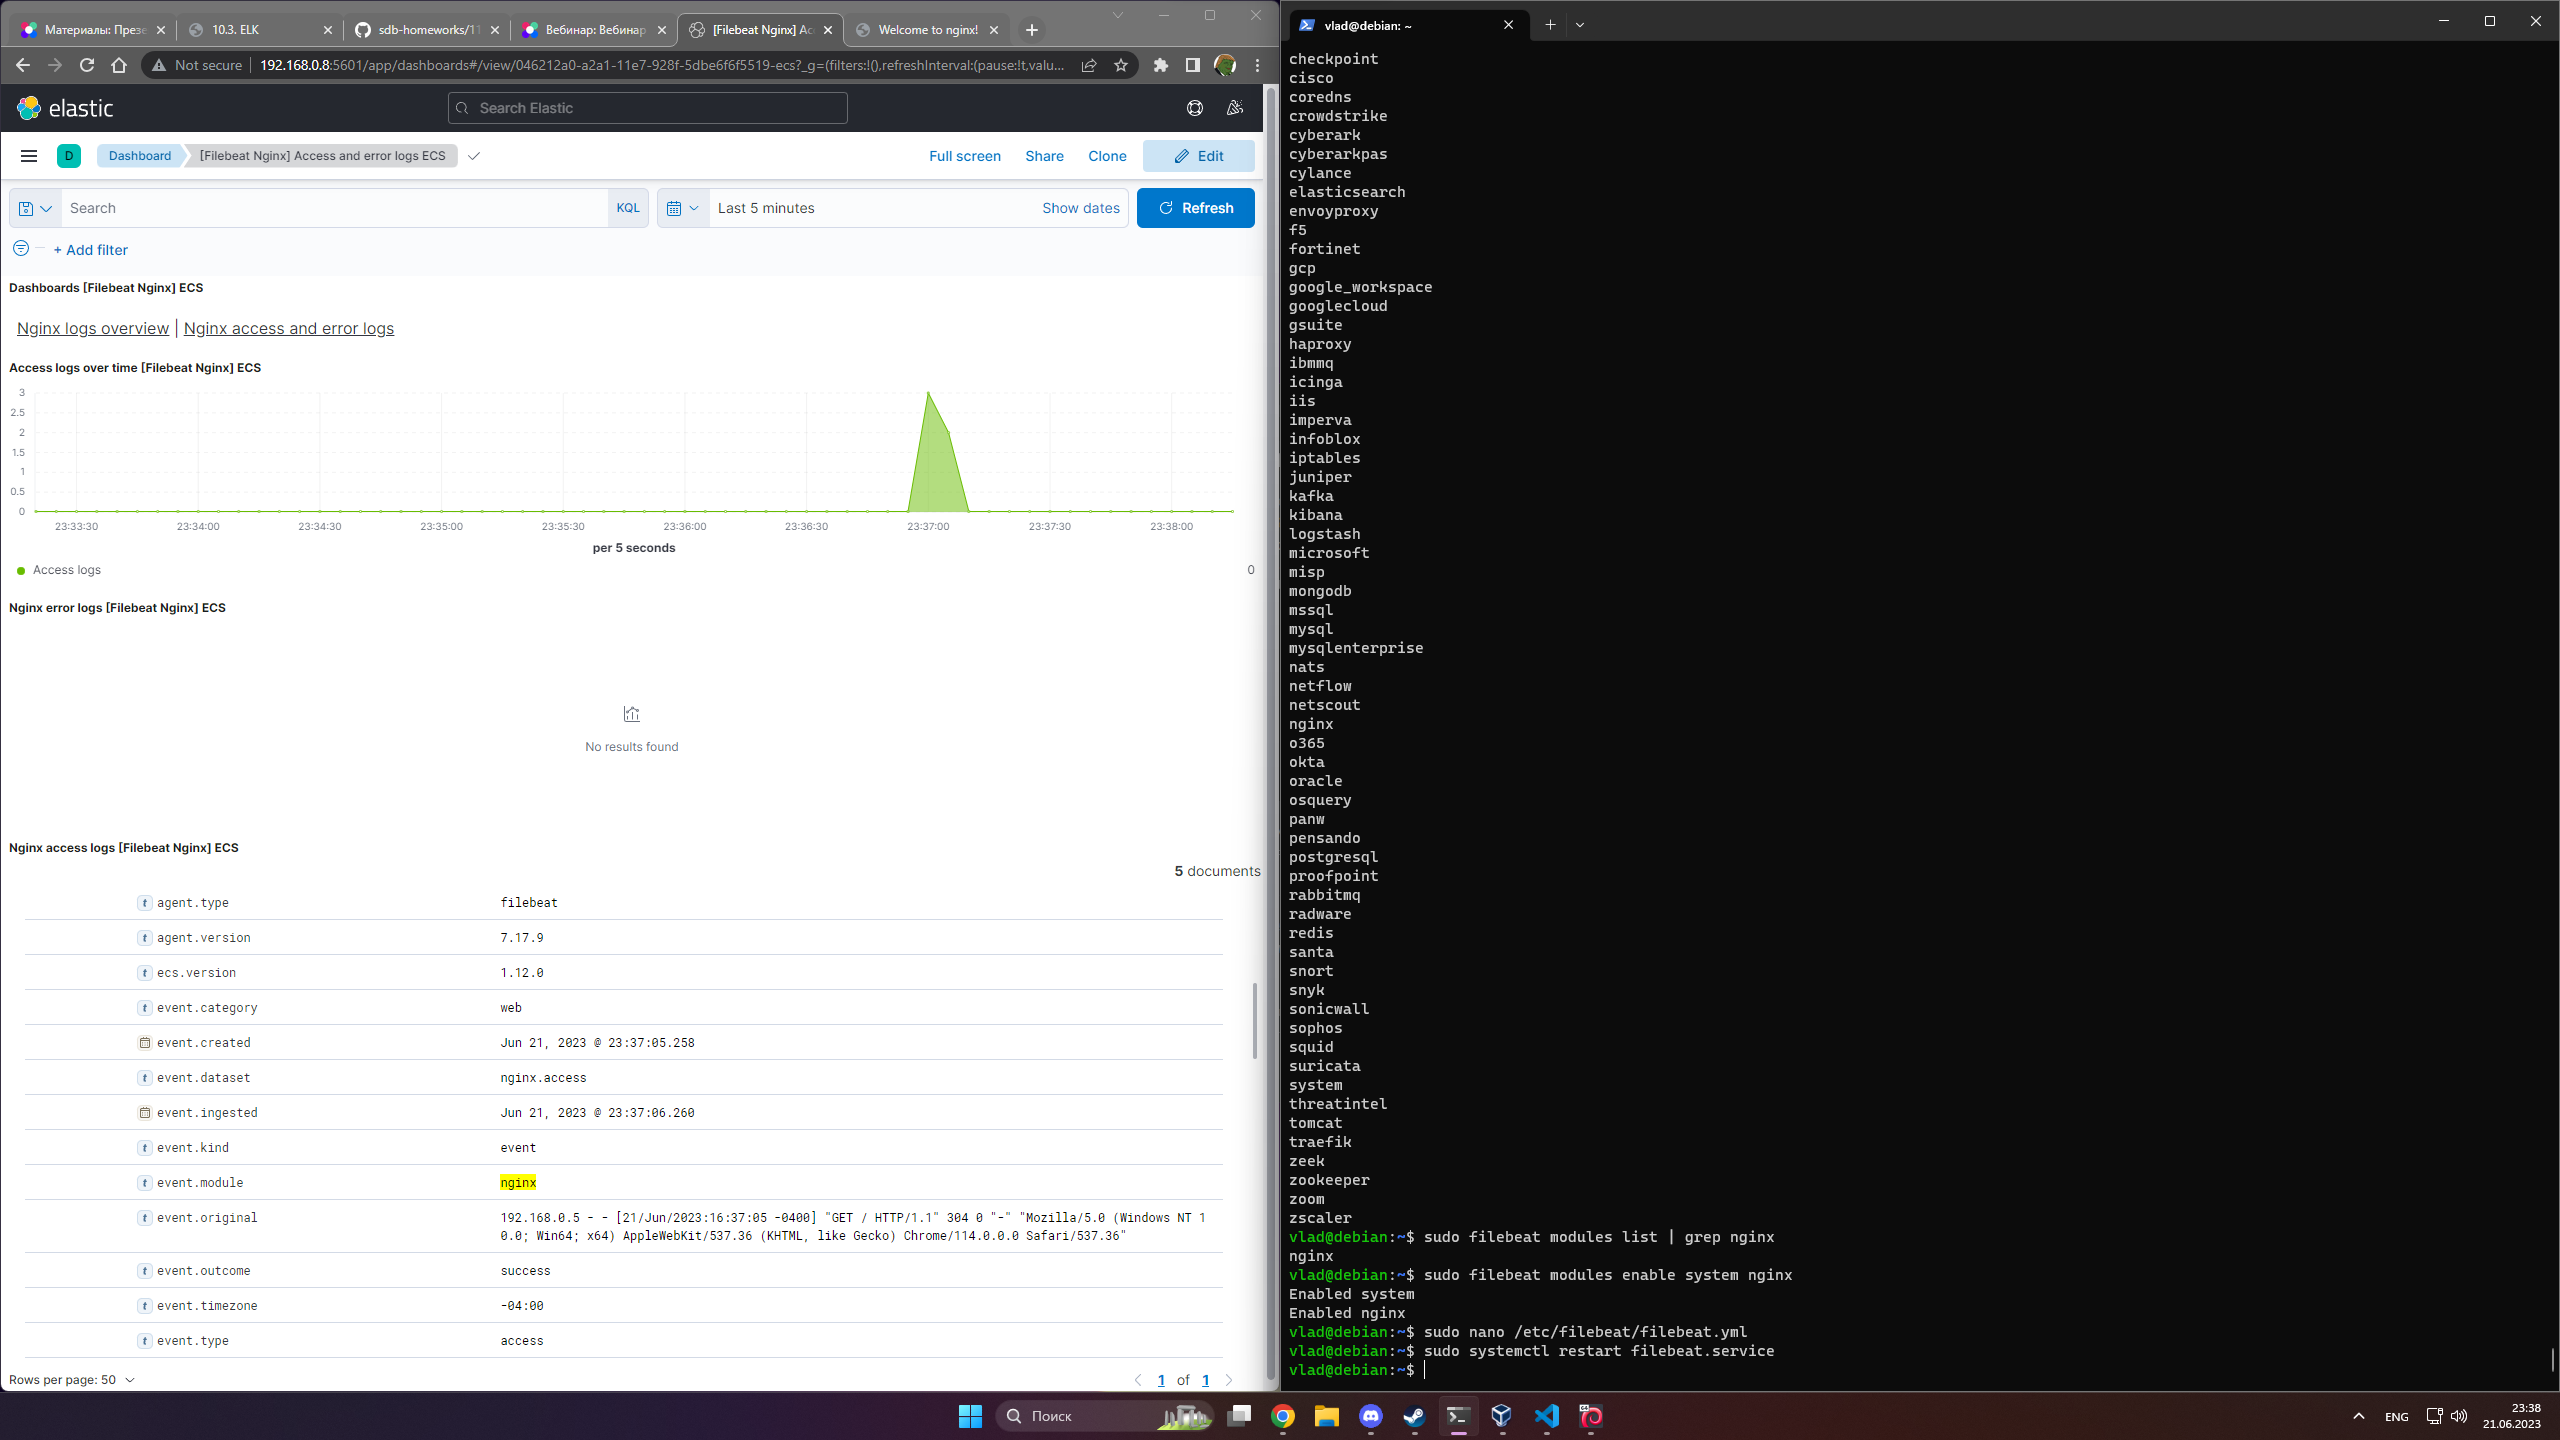 Материалы: Презе
10.3. ELK
sdb-homeworks/11
Вебинар: Вебинар
[Filebeat Nginx] Ac
Welcome to nginx!
Not secure
192.168.0.8:5601/app/dashboards#/view/046212a0-a2a1-11e7-928f-5dbe6f6f5519-ecs?_g=(filters:!(),refreshInterval:(pause:!t,valu...
elastic
Search Elastic
D
Dashboard
[Filebeat Nginx] Access and error logs ECS
Full screen
Share
Clone
Edit
Search
KQL
Last 5 minutes
Show dates
Refresh
+ Add filter
Dashboards [Filebeat Nginx] ECS
Nginx logs overview | Nginx access and error logs
Access logs over time [Filebeat Nginx] ECS
3
2.5
2
1.5
1
0.5
0
23:33:30 23:34:00 23:34:30 23:35:00 23:35:30 23:36:00 23:36:30 23:37:00 23:37:30 23:38:00
per 5 seconds
Access logs 0
Nginx error logs [Filebeat Nginx] ECS
No results found
Nginx access logs [Filebeat Nginx] ECS
5 documents
t agent.type filebeat
t agent.version 7.17.9
t ecs.version 1.12.0
t event.category web
event.created Jun 21, 2023 @ 23:37:05.258
t event.dataset nginx.access
event.ingested Jun 21, 2023 @ 23:37:06.260
t event.kind event
t event.module nginx
t event.original 192.168.0.5 - - [21/Jun/2023:16:37:05 -0400] "GET / HTTP/1.1" 304 0 "-" "Mozilla/5.0 (Windows NT 1
0.0; Win64; x64) AppleWebKit/537.36 (KHTML, like Gecko) Chrome/114.0.0.0 Safari/537.36"
t event.outcome success
t event.timezone -04:00
t event.type access
Rows per page: 50
1 of 1
vlad@debian: ~
checkpoint
cisco
coredns
crowdstrike
cyberark
cyberarkpas
cylance
elasticsearch
envoyproxy
f5
fortinet
gcp
google_workspace
googlecloud
gsuite
haproxy
ibmmq
icinga
iis
imperva
infoblox
iptables
juniper
kafka
kibana
logstash
microsoft
misp
mongodb
mssql
mysql
mysqlenterprise
nats
netflow
netscout
nginx
o365
okta
oracle
osquery
panw
pensando
postgresql
proofpoint
rabbitmq
radware
redis
santa
snort
snyk
sonicwall
sophos
squid
suricata
system
threatintel
tomcat
traefik
zeek
zookeeper
zoom
zscaler
vlad@debian:~$ sudo filebeat modules list | grep nginx
nginx
vlad@debian:~$ sudo filebeat modules enable system nginx
Enabled system
Enabled nginx
vlad@debian:~$ sudo nano /etc/filebeat/filebeat.yml
vlad@debian:~$ sudo systemctl restart filebeat.service
vlad@debian:~$
Поиск
ENG
23:38
21.06.2023